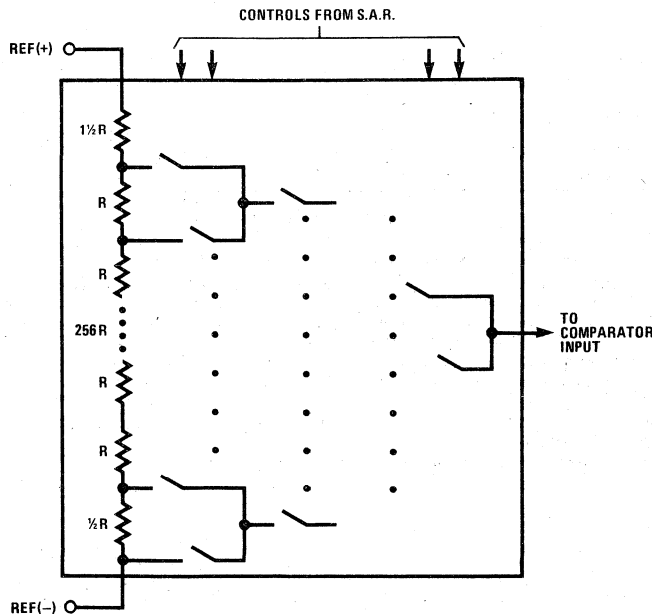 CONTROLS FROM S.A.R.
REF(+)
1½R
R
R
256R
R
R
½R
REF(−)
TO
COMPARATOR
INPUT